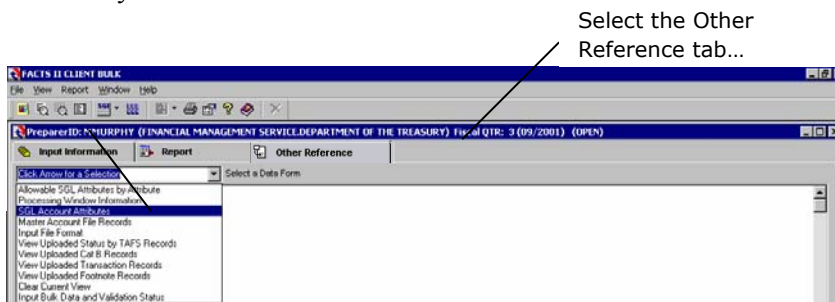 Select the Other
Reference tab…
FACTS II CLIENT BULK
File View Report Window Help
PreparerID: KMURPHY (FINANCIAL MANAGEMENT SERVICE.DEPARTMENT OF THE TREASURY) Fiscal QTR: 3 (09/2001) (OPEN)
Input Information Report Other Reference
Click Arrow for a Selection Select a Data Form
Allowable SGL Attributes by Attribute
Processing Window Information
SGL Account Attributes
Master Account File Records
Input File Format
View Uploaded Status by TAFS Records
View Uploaded Cat B Records
View Uploaded Transaction Records
View Uploaded Footnote Records
Clear Current View
Input Bulk Data and Validation Status